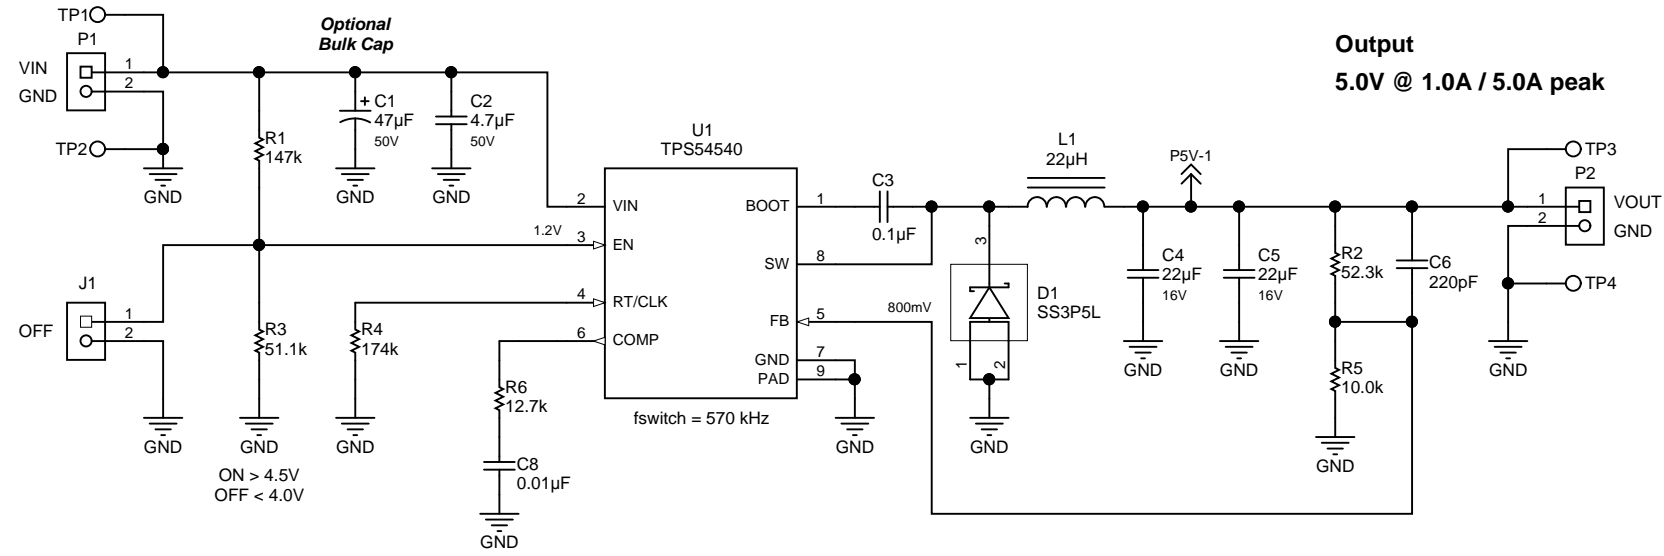 TP1
P1
VIN
GND
1
2
TP2
GND
Optional
Bulk Cap
R1
147k
+ C1
47µF
50V
GND
C2
4.7µF
50V
GND
J1
OFF
1
2
GND
R3
51.1k
GND
ON > 4.5V
OFF < 4.0V
R4
174k
GND
R6
12.7k
C8
0.01µF
GND
U1
TPS54540
1.2V
2 VIN
3 EN
4 RT/CLK
6 COMP
BOOT 1
SW 8
FB 5
GND 7
PAD 9
fswitch = 570 kHz
800mV
GND
C3
0.1µF
3
D1
SS3P5L
1
2
GND
L1
22µH
P5V-1
C4
22µF
16V
GND
C5
22µF
16V
GND
R2
52.3k
C6
220pF
R5
10.0k
GND
Output
5.0V @ 1.0A / 5.0A peak
TP3
P2
1
2
VOUT
GND
TP4
GND